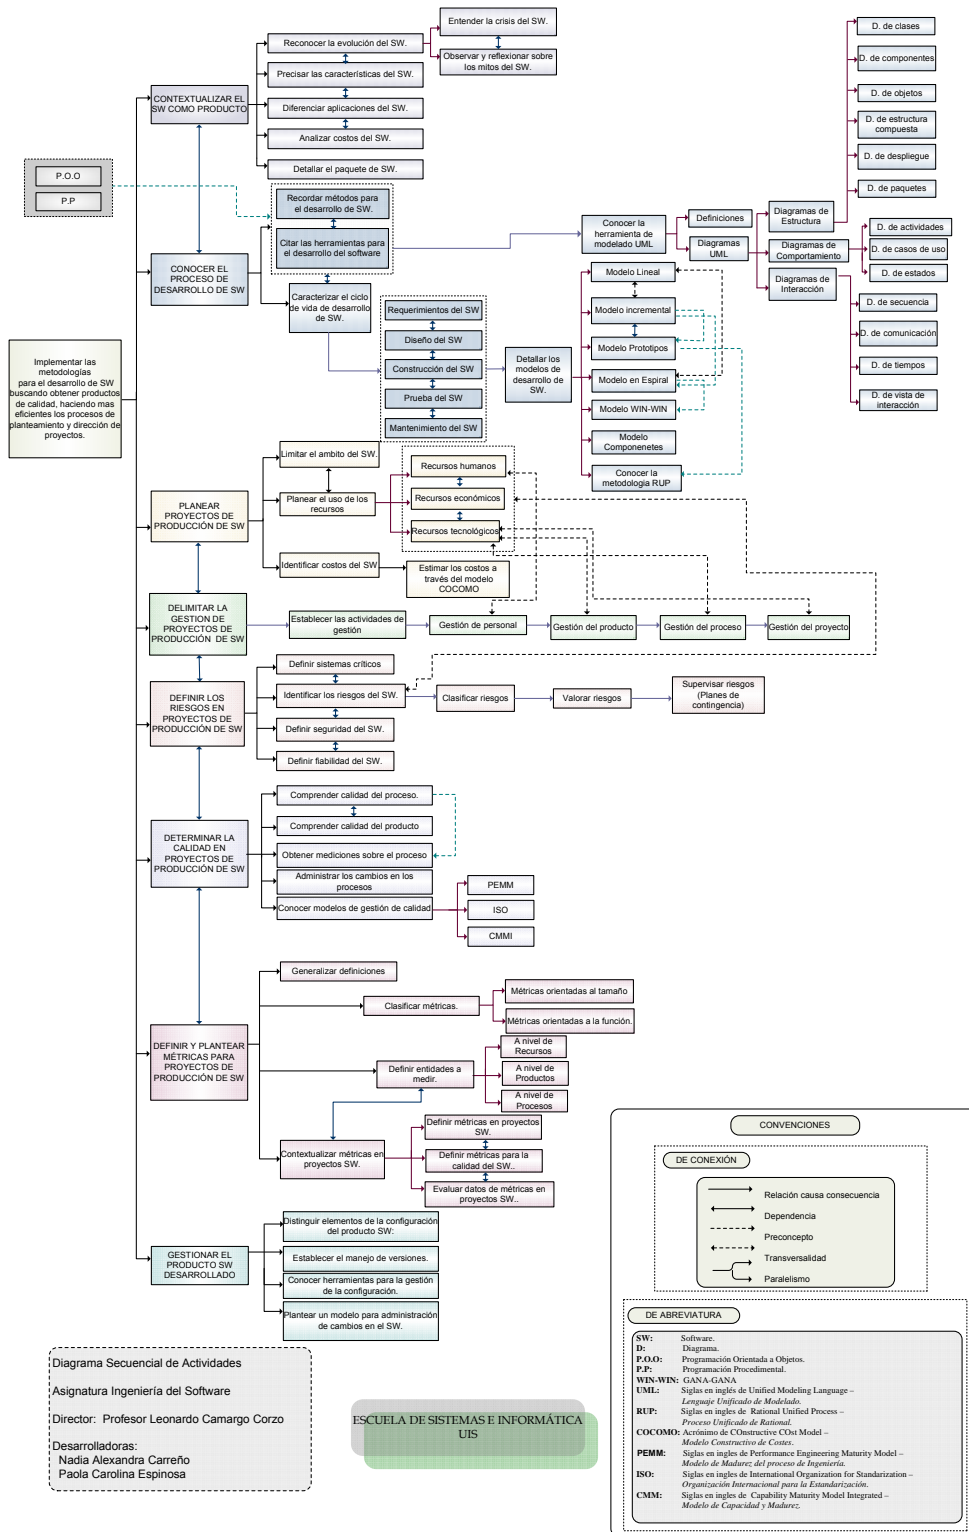 Entender la crisis del SW.
Reconocer la evolución del SW.
Observar y reflexionar sobre
los mitos del SW.
Precisar las características del SW.
CONTEXTUALIZAR EL
SW COMO PRODUCTO
Diferenciar aplicaciones del SW.
Analizar costos del SW.
Detallar el paquete de SW.
P.O.O
P.P
Recordar métodos para
el desarrollo de SW.
Citar las herramientas para
el desarrollo del software
CONOCER EL
PROCESO DE
DESARROLLO DE SW
Caracterizar el ciclo
de vida de desarrollo
de SW.
Requerimientos del SW
Diseño del SW
Construcción del SW
Prueba del SW
Mantenimiento del SW
Conocer la
herramienta de
modelado UML
Definiciones
Diagramas
UML
Diagramas de
Estructura
Diagramas de
Comportamiento
Diagramas de
Interacción
D. de clases
D. de componentes
D. de objetos
D. de estructura
compuesta
D. de despliegue
D. de paquetes
D. de actividades
D. de casos de uso
D. de estados
D. de secuencia
D. de comunicación
D. de tiempos
D. de vista de
interacción
Detallar los
modelos de
desarrollo de
SW.
Modelo Lineal
Modelo incremental
Modelo Prototipos
Modelo en Espiral
Modelo WIN-WIN
Modelo
Componenetes
Conocer la
metodologia RUP
Implementar las
metodologías
para el desarrollo de SW
buscando obtener productos
de calidad, haciendo mas
eficientes los procesos de
planteamiento y dirección de
proyectos.
Limitar el ambito del SW.
PLANEAR
PROYECTOS DE
PRODUCCIÓN DE SW
Planear el uso de los
recursos
Recursos humanos
Recursos económicos
Recursos tecnológicos
Identificar costos del SW
Estimar los costos a
través del modelo
COCOMO
DELIMITAR LA
GESTION DE
PROYECTOS DE
PRODUCCIÓN DE SW
Establecer las actividades de
gestión
Gestión de personal
Gestión del producto
Gestión del proceso
Gestión del proyecto
DEFINIR LOS
RIESGOS EN
PROYECTOS DE
PRODUCCIÓN DE SW
Definir sistemas críticos
Identificar los riesgos del SW.
Clasificar riesgos
Valorar riesgos
Supervisar riesgos
(Planes de
contingencia)
Definir seguridad del SW.
Definir fiabilidad del SW.
DETERMINAR LA
CALIDAD EN
PROYECTOS DE
PRODUCCIÓN DE SW
Comprender calidad del proceso.
Comprender calidad del producto
Obtener mediciones sobre el proceso
Administrar los cambios en los
procesos
Conocer modelos de gestión de calidad
PEMM
ISO
CMMI
DEFINIR Y PLANTEAR
MÉTRICAS PARA
PROYECTOS DE
PRODUCCIÓN DE SW
Generalizar definiciones
Clasificar métricas.
Métricas orientadas al tamaño
Métricas orientadas a la función.
Definir entidades a
medir.
A nivel de
Recursos
A nivel de
Productos
A nivel de
Procesos
Contextualizar métricas en
proyectos SW.
Definir métricas en proyectos
SW.
Definir métricas para la
calidad del SW..
Evaluar datos de métricas en
proyectos SW..
GESTIONAR EL
PRODUCTO SW
DESARROLLADO
Distinguir elementos de la configuración
del producto SW:
Establecer el manejo de versiones.
Conocer herramientas para la gestión
de la configuración.
Plantear un modelo para administración
de cambios en el SW.
CONVENCIONES
DE CONEXIÓN
Relación causa consecuencia
Dependencia
Preconcepto
Transversalidad
Paralelismo
DE ABREVIATURA
SW: Software.
D: Diagrama.
P.O.O: Programación Orientada a Objetos.
P.P: Programación Procedimental.
WIN-WIN: GANA-GANA
UML: Siglas en inglés de Unified Modeling Language –
Lenguaje Unificado de Modelado.
RUP: Siglas en ingles de Rational Unified Process –
Proceso Unificado de Rational.
COCOMO: Acrónimo de COnstructive COst Model –
Modelo Constructivo de Costes.
PEMM: Siglas en ingles de Performance Engineering Maturity Model –
Modelo de Madurez del proceso de Ingeniería.
ISO: Siglas en ingles de International Organization for Standarization –
Organización Internacional para la Estandarización.
CMM: Siglas en ingles de Capability Maturity Model Integrated –
Modelo de Capacidad y Madurez.
Diagrama Secuencial de Actividades
Asignatura Ingeniería del Software
Director: Profesor Leonardo Camargo Corzo
Desarrolladoras:
Nadia Alexandra Carreño
Paola Carolina Espinosa
ESCUELA DE SISTEMAS E INFORMÁTICA
UIS